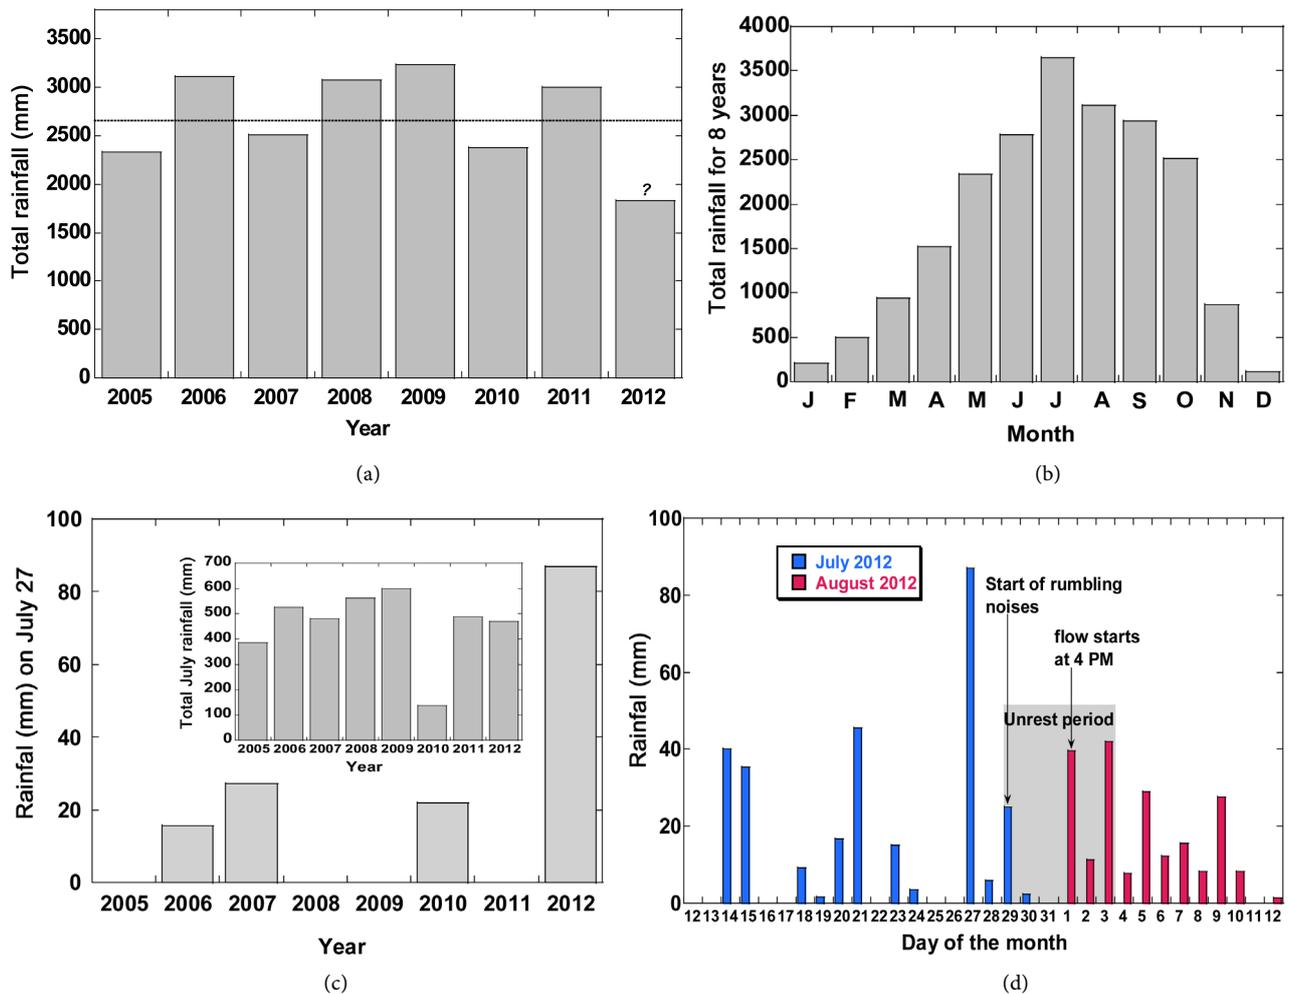 Total rainfall (mm)
3500
3000
2500
2000
1500
1000
500
0
?
2005 2006 2007 2008 2009 2010 2011 2012
Year
(a)
Total rainfall for 8 years
4000
3500
3000
2500
2000
1500
1000
500
0
J F M A M J J A S O N D
Month
(b)
Rainfal (mm) on July 27
100
80
60
40
20
0
2005 2006 2007 2008 2009 2010 2011 2012
Year
Total July rainfall (mm)
700
600
500
400
300
200
100
0
2005 2006 2007 2008 2009 2010 2011 2012
Year
(c)
Rainfal (mm)
100
80
60
40
20
0
July 2012
August 2012
Start of rumbling
noises
flow starts
at 4 PM
Unrest period
12 13 14 15 16 17 18 19 20 21 22 23 24 25 26 27 28 29 30 31 1 2 3 4 5 6 7 8 9 10 11 12
Day of the month
(d)